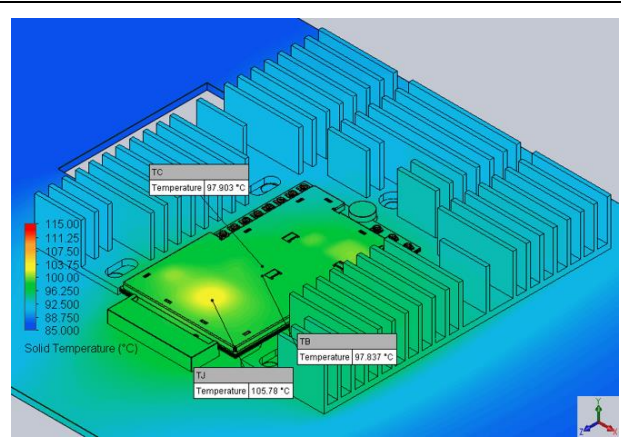 TC
Temperature 97.903 °C
115.00
111.25
107.50
103.75
100.00
96.250
92.500
88.750
85.000
Solid Temperature (°C)
TB
Temperature 97.837 °C
TJ
Temperature 105.78 °C
Y
Z
X